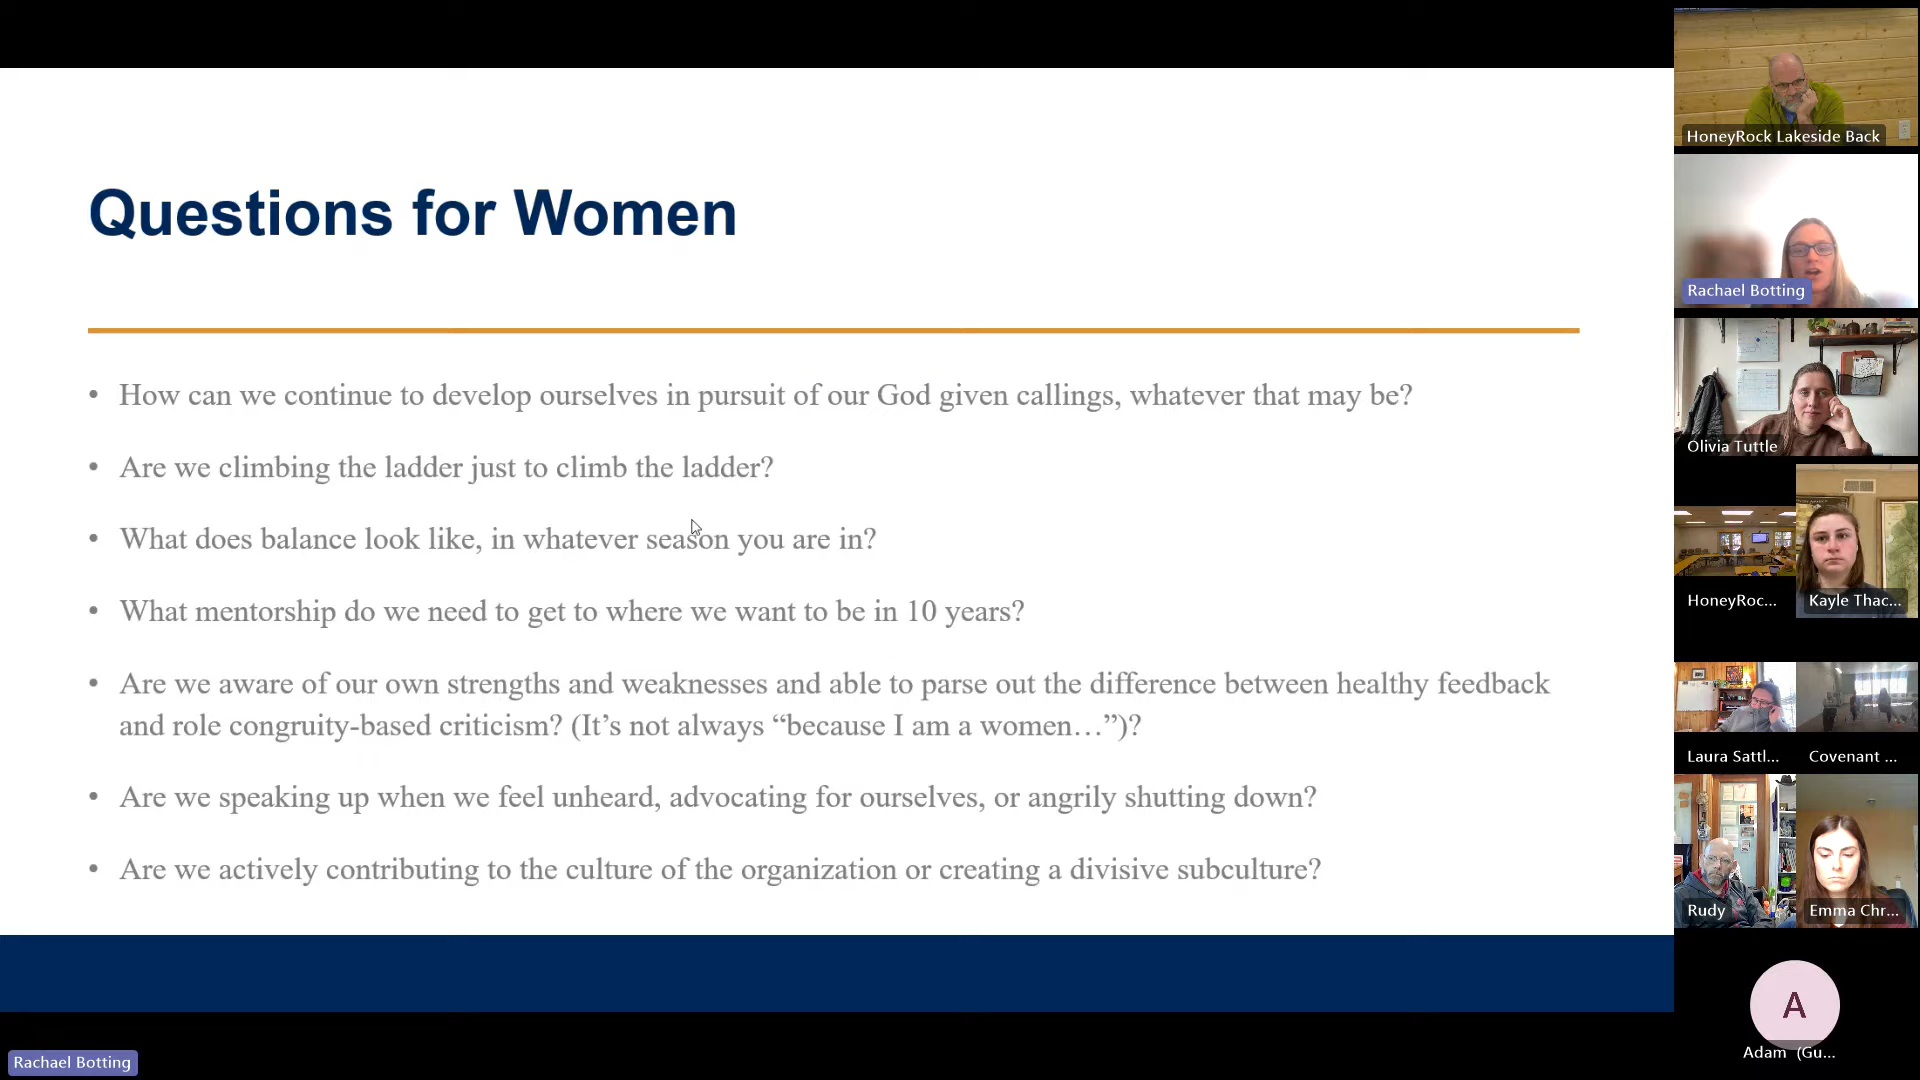 Questions for Women
• How can we continue to develop ourselves in pursuit of our God given callings, whatever that may be?
• Are we climbing the ladder just to climb the ladder?
• What does balance look like, in whatever season you are in?
• What mentorship do we need to get to where we want to be in 10 years?
• Are we aware of our own strengths and weaknesses and able to parse out the difference between healthy feedback
and role congruity-based criticism? (It’s not always “because I am a women…”)?
• Are we speaking up when we feel unheard, advocating for ourselves, or angrily shutting down?
• Are we actively contributing to the culture of the organization or creating a divisive subculture?
Rachael Botting
HoneyRock Lakeside Back
Rachael Botting
Olivia Tuttle
HoneyRoc...
Kayle Thac...
Laura Sattl...
Covenant ...
Rudy
Emma Chr...
A
Adam (Gu...